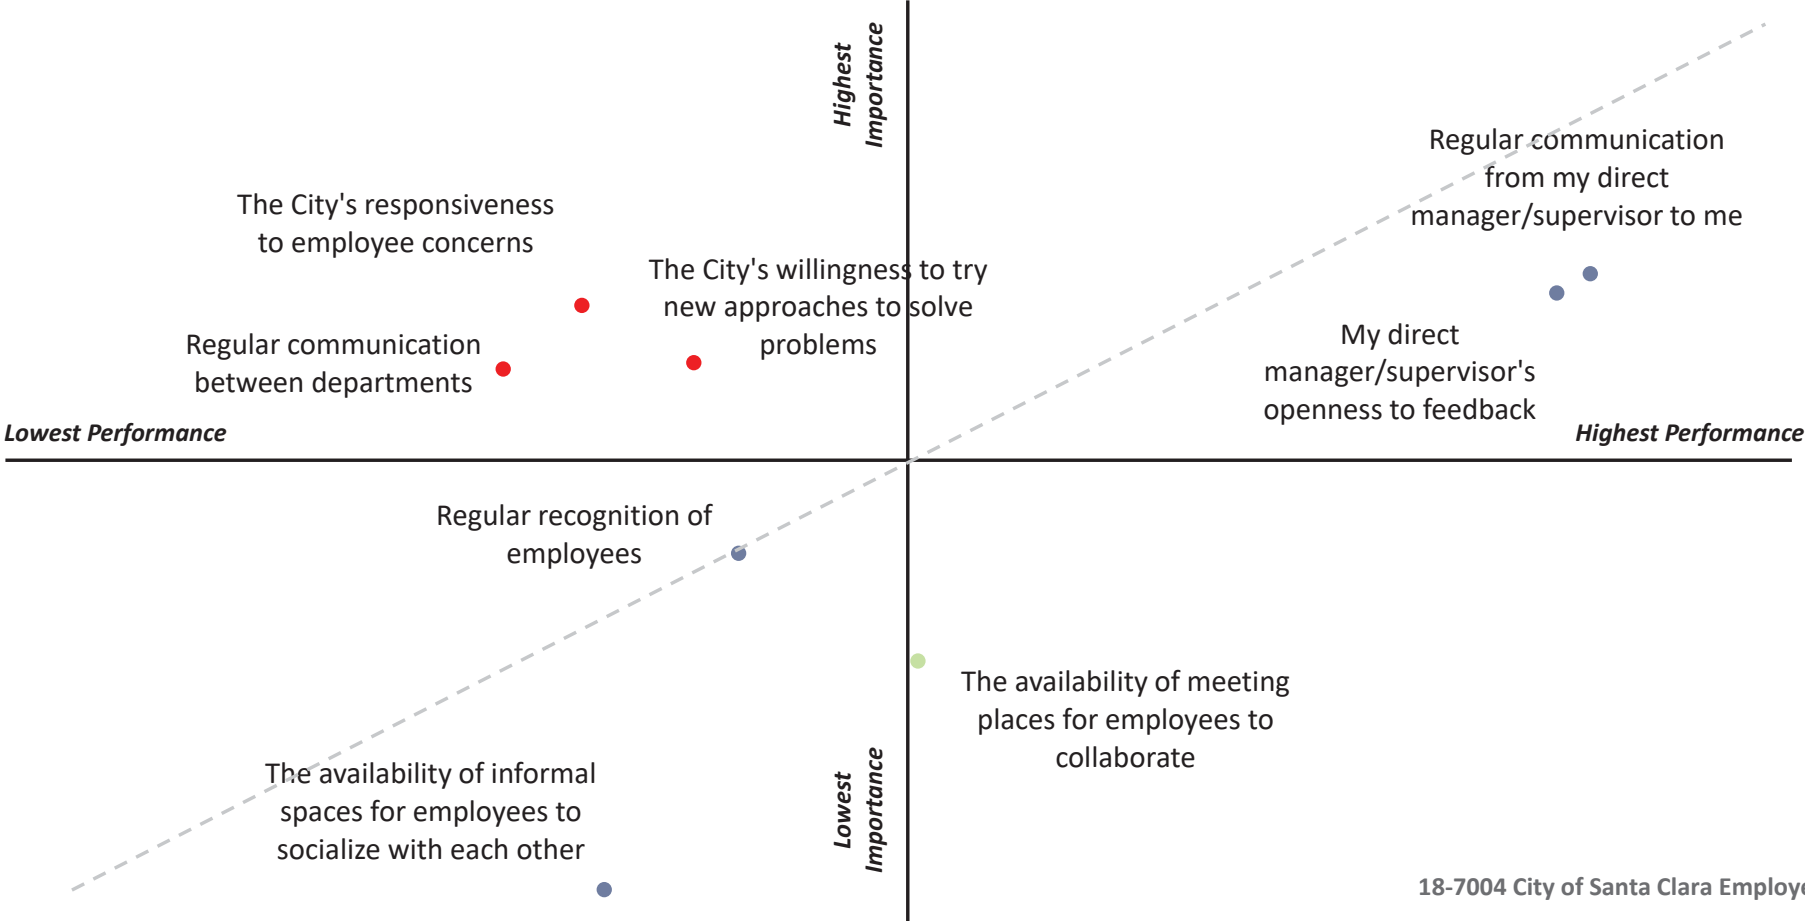 Highest
Importance
Regular communication
from my direct
manager/supervisor to me
The City's responsiveness
to employee concerns
The City's willingness to try
new approaches to solve
problems
Regular communication
between departments
My direct
manager/supervisor's
openness to feedback
Lowest Performance
Highest Performance
Regular recognition of
employees
The availability of meeting
places for employees to
collaborate
The availability of informal
spaces for employees to
socialize with each other
Lowest
Importance
18-7004 City of Santa Clara Employe